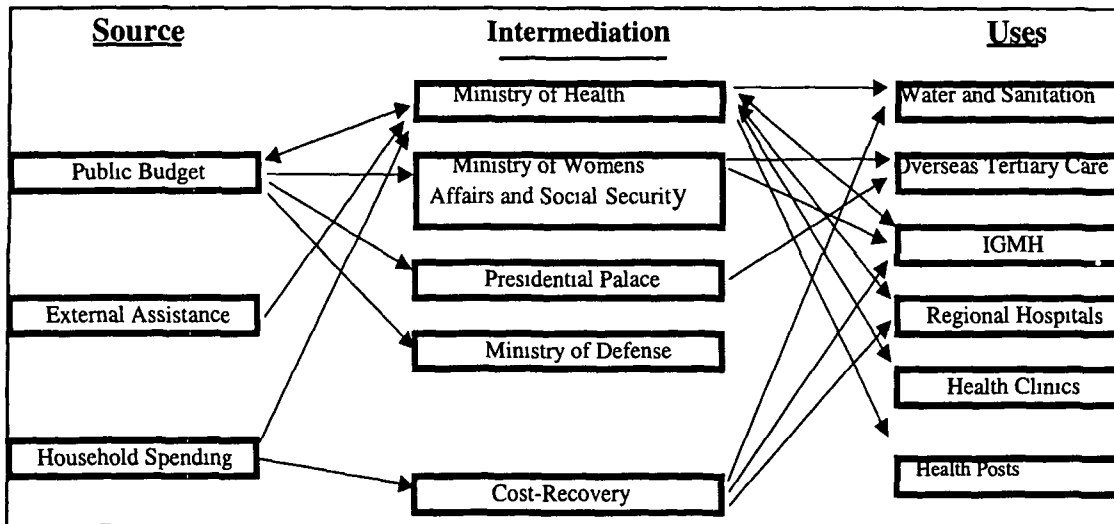 Source
Intermediation
Uses
Public Budget
External Assistance
Household Spending
Ministry of Health
Ministry of Womens
Affairs and Social Security
Presidential Palace
Ministry of Defense
Cost-Recovery
Water and Sanitation
Overseas Tertiary Care
IGMH
Regional Hospitals
Health Clinics
Health Posts